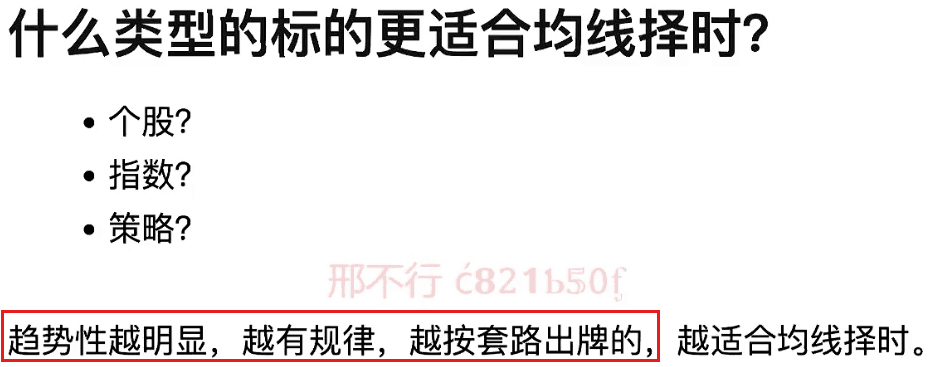 什么类型的标的更适合均线择时?
• 个股?
• 指数?
• 策略?
邢不行
趋势性越明显，越有规律，越按套路出牌的，越适合均线择时。